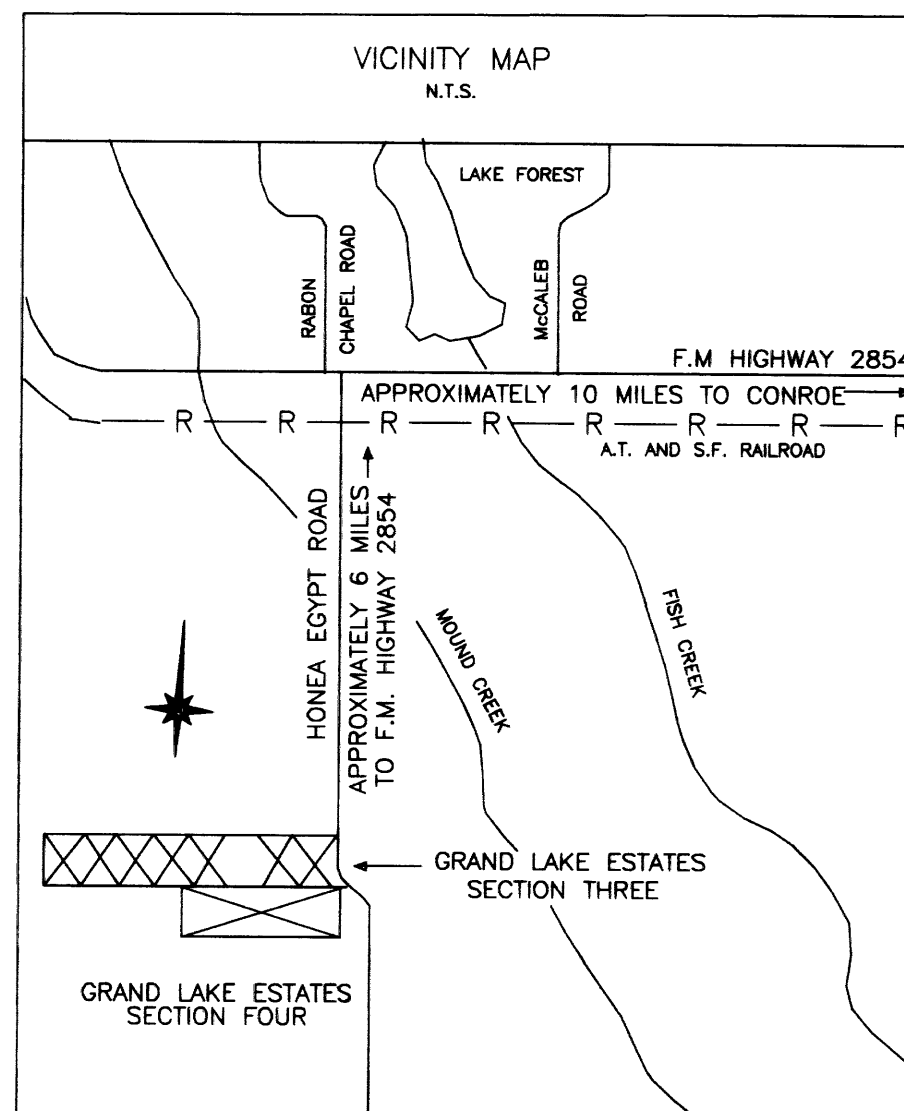 VICINITY MAP
N.T.S.
LAKE FOREST
RABON
CHAPEL ROAD
McCALEB
ROAD
F.M HIGHWAY 2854
APPROXIMATELY 10 MILES TO CONROE
R R R R R R R R
A.T. AND S.F. RAILROAD
HONEA EGYPT ROAD
APPROXIMATELY 6 MILES
TO F.M. HIGHWAY 2854
MOUND CREEK
FISH CREEK
GRAND LAKE ESTATES
SECTION THREE
GRAND LAKE ESTATES
SECTION FOUR